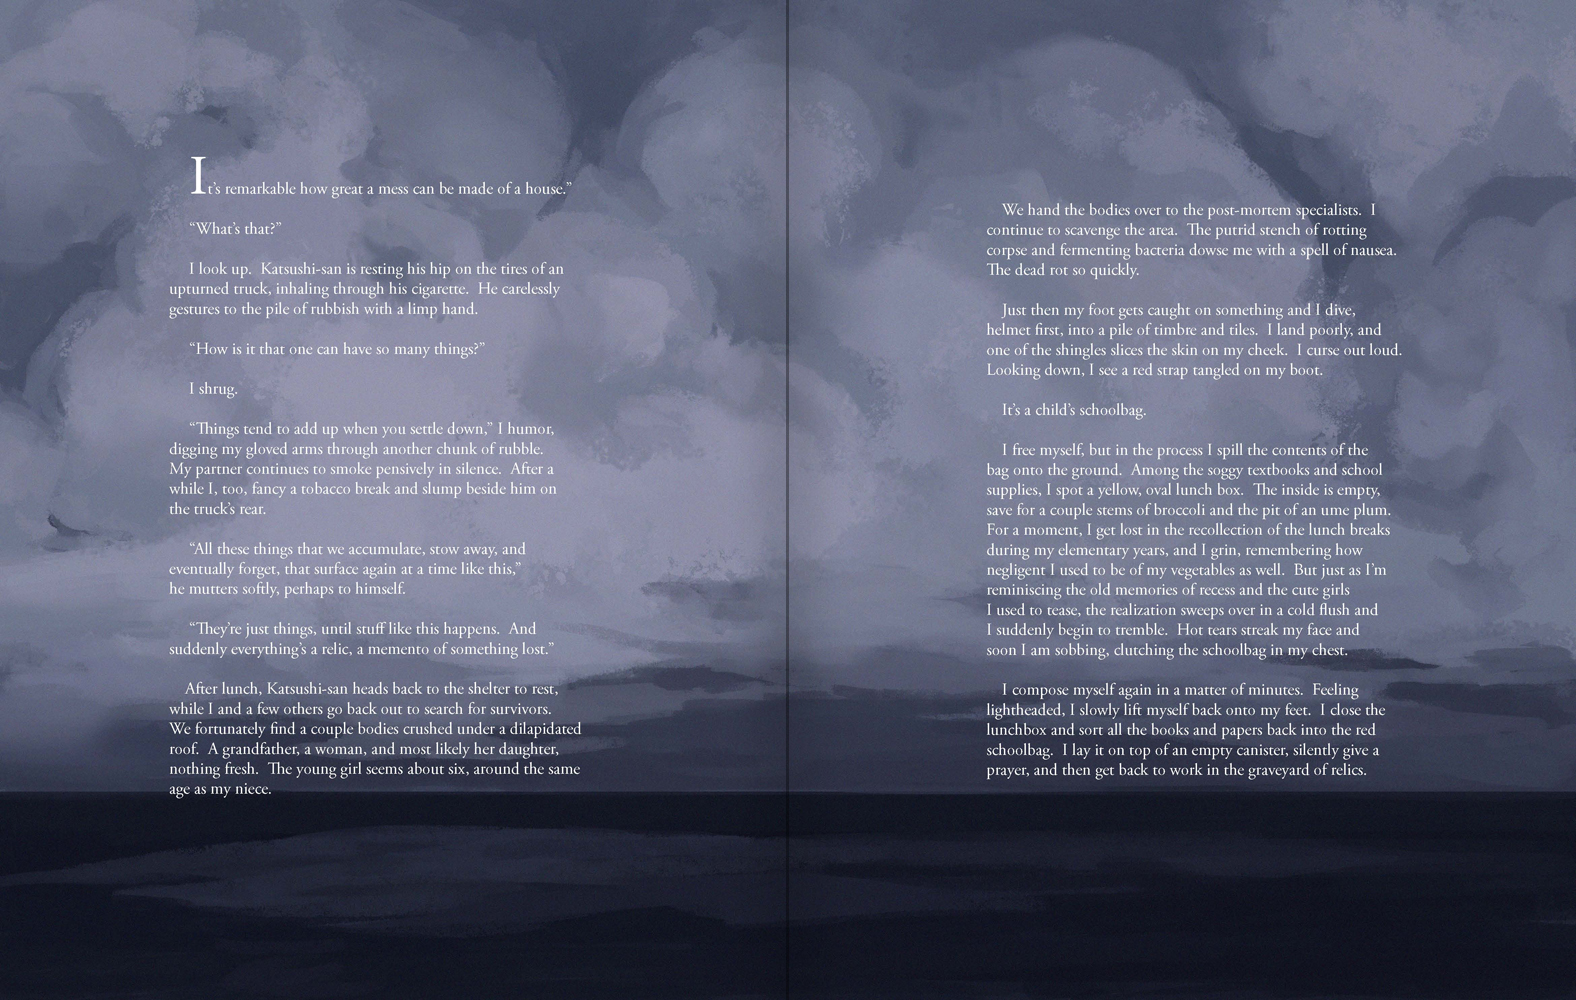 It’s remarkable how great a mess can be made of a house.”
“What’s that?”
I look up.  Katsushi-san is resting his hip on the tires of an
upturned truck, inhaling through his cigarette.  He carelessly
gestures to the pile of rubbish with a limp hand.
“How is it that one can have so many things?”
I shrug.
“Things tend to add up when you settle down,” I humor,
digging my gloved arms through another chunk of rubble.
My partner continues to smoke pensively in silence.  After a
while I, too, fancy a tobacco break and slump beside him on
the truck’s rear.
“All these things that we accumulate, stow away, and
eventually forget, that surface again at a time like this,”
he mutters softly, perhaps to himself.
“They’re just things, until stuff like this happens.  And
suddenly everything’s a relic, a memento of something lost.”
After lunch, Katsushi-san heads back to the shelter to rest,
while I and a few others go back out to search for survivors.
We fortunately find a couple bodies crushed under a dilapidated
roof.  A grandfather, a woman, and most likely her daughter,
nothing fresh.  The young girl seems about six, around the same
age as my niece.
We hand the bodies over to the post-mortem specialists.  I
continue to scavenge the area.  The putrid stench of rotting
corpse and fermenting bacteria dowse me with a spell of nausea.
The dead rot so quickly.
Just then my foot gets caught on something and I dive,
helmet first, into a pile of timbre and tiles.  I land poorly, and
one of the shingles slices the skin on my cheek.  I curse out loud.
Looking down, I see a red strap tangled on my boot.
It’s a child’s schoolbag.
I free myself, but in the process I spill the contents of the
bag onto the ground.  Among the soggy textbooks and school
supplies, I spot a yellow, oval lunch box.  The inside is empty,
save for a couple stems of broccoli and the pit of an ume plum.
For a moment, I get lost in the recollection of the lunch breaks
during my elementary years, and I grin, remembering how
negligent I used to be of my vegetables as well.  But just as I’m
reminiscing the old memories of recess and the cute girls
I used to tease, the realization sweeps over in a cold flush and
I suddenly begin to tremble.  Hot tears streak my face and
soon I am sobbing, clutching the schoolbag in my chest.
I compose myself again in a matter of minutes.  Feeling
lightheaded, I slowly lift myself back onto my feet.  I close the
lunchbox and sort all the books and papers back into the red
schoolbag.  I lay it on top of an empty canister, silently give a
prayer, and then get back to work in the graveyard of relics.